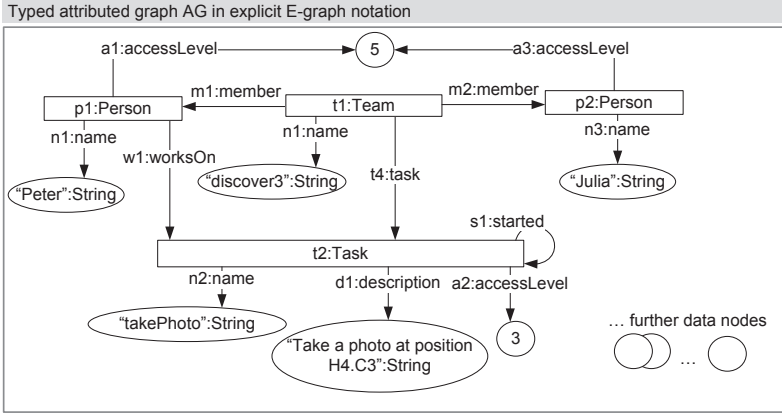 Typed attributed graph AG in explicit E-graph notation
a1:accessLevel
5
a3:accessLevel
m1:member
m2:member
p1:Person
t1:Team
p2:Person
n1:name
n1:name
n3:name
w1:worksOn
t4:task
“Peter”:String
“discover3”:String
“Julia”:String
s1:started
t2:Task
n2:name
d1:description
a2:accessLevel
“takePhoto”:String
“Take a photo at position
H4.C3”:String
3
... further data nodes
...